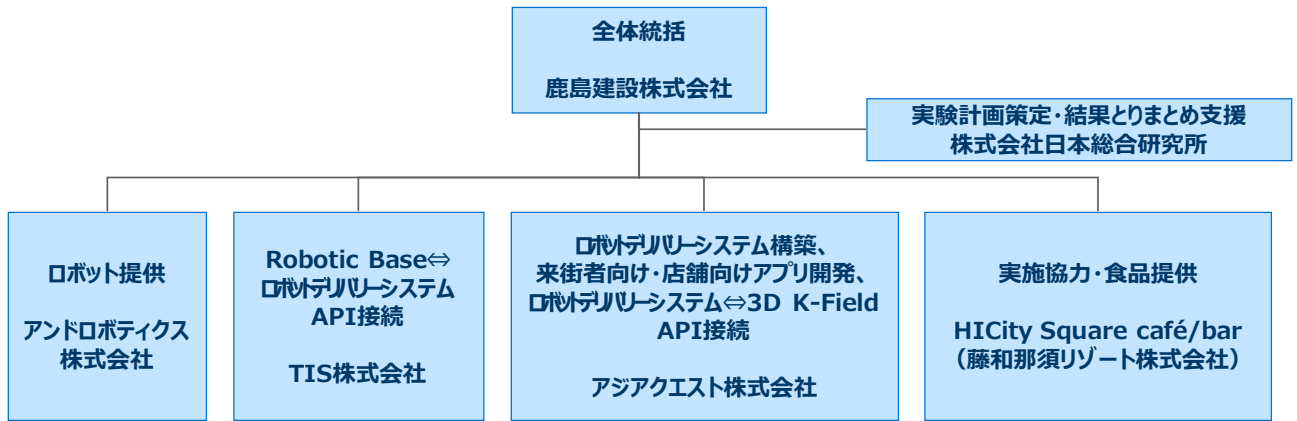 全体統括
鹿島建設株式会社
実験計画策定・結果とりまとめ支援
株式会社日本総合研究所
ロボット提供
アンドロボティクス
株式会社
Robotic Base⇔
ロボットデリバリーシステム
API接続
TIS株式会社
ロボットデリバリーシステム構築、
来街者向け・店舗向けアプリ開発、
ロボットデリバリーシステム⇔3D K-Field
API接続
アジアクエスト株式会社
実施協力・食品提供
HICity Square café/bar
（藤和那須リゾート株式会社）